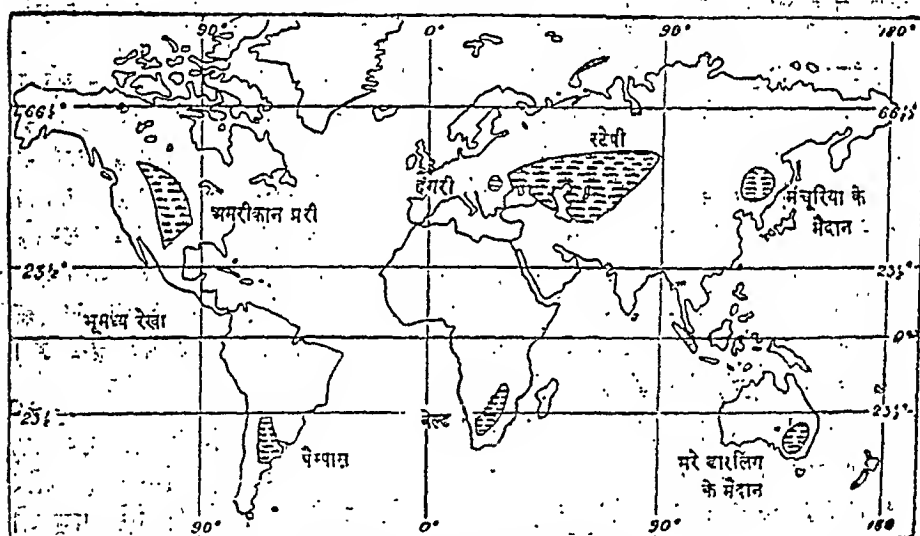 90° 0° 90° 180°
66½° 66½°
स्टेपी
हंगरी
अमरीकान प्ररी
मंचूरिया के
मैदान
23½° 23½°
भूमध्य रेखा 0°
23½ 23½°
वेल्ट
पैम्पास
मरे डारलिंग
के मैदान
90° 0° 90° 180